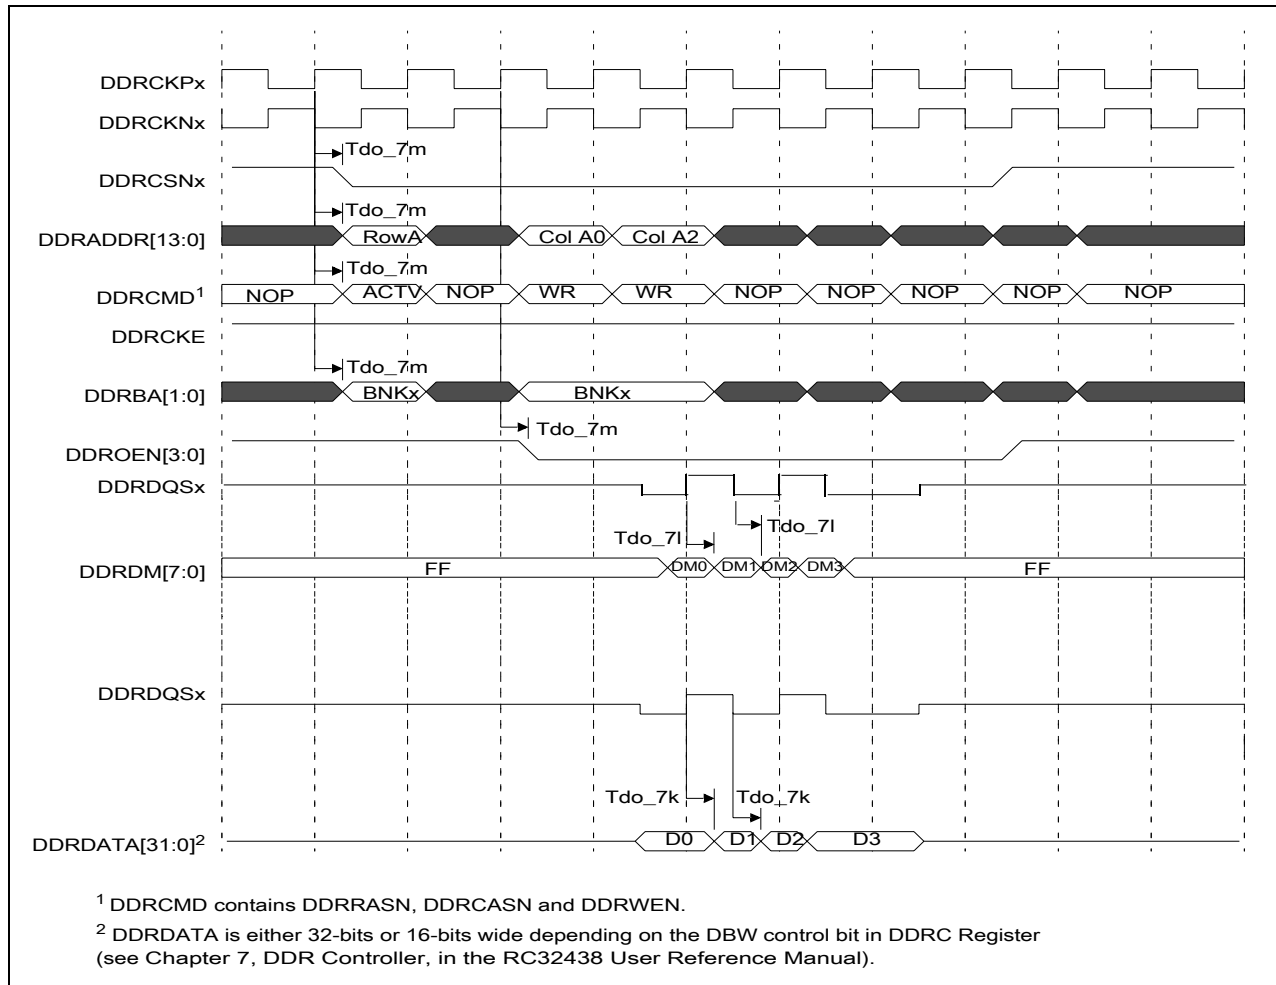 DDRCKPx
DDRCKNx
Tdo_7m
DDRCSNx
Tdo_7m
DDRADDR[13:0] RowA Col A0 Col A2
Tdo_7m
DDRCMD1 NOP ACTV NOP WR WR NOP NOP NOP NOP NOP
DDRCKE
Tdo_7m
DDRBA[1:0] BNKx BNKx
Tdo_7m
DDROEN[3:0]
DDRDQSx
Tdo_7l Tdo_7l
DDRDM[7:0] FF DM0 DM1 DM2 DM3 FF
DDRDQSx
Tdo_7k Tdo_7k
DDRDATA[31:0]2 D0 D1 D2 D3
1 DDRCMD contains DDRRASN, DDRCASN and DDRWEN.
2 DDRDATA is either 32-bits or 16-bits wide depending on the DBW control bit in DDRC Register
(see Chapter 7, DDR Controller, in the RC32438 User Reference Manual).